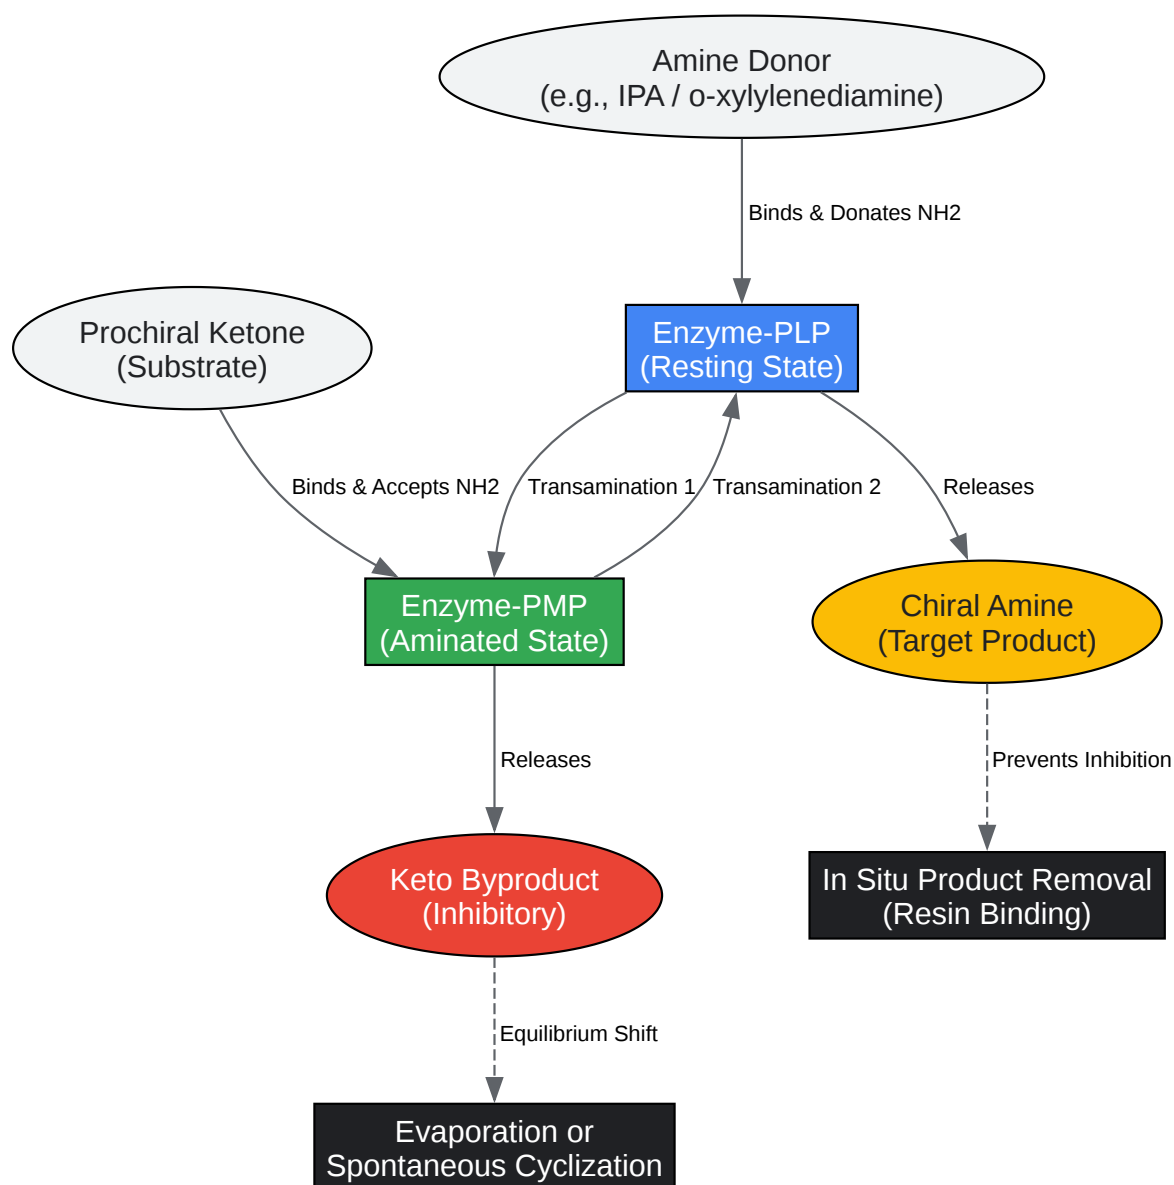 Amine Donor
(e.g., IPA / o-xylylenediamine)
Binds & Donates NH2
Prochiral Ketone
(Substrate)
Enzyme-PLP
(Resting State)
Binds & Accepts NH2
Transamination 1
Transamination 2
Releases
Enzyme-PMP
(Aminated State)
Chiral Amine
(Target Product)
Releases
Prevents Inhibition
Keto Byproduct
(Inhibitory)
In Situ Product Removal
(Resin Binding)
Equilibrium Shift
Evaporation or
Spontaneous Cyclization